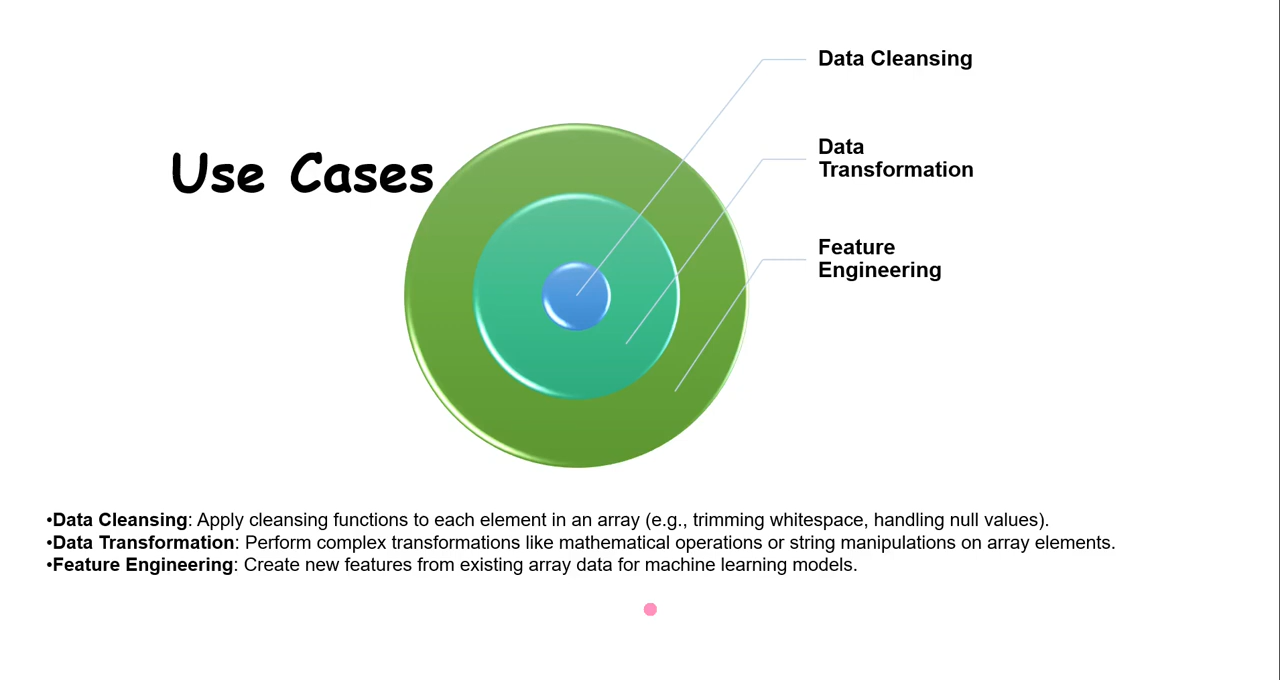 Use Cases
Data Cleansing
Data
Transformation
Feature
Engineering
•Data Cleansing: Apply cleansing functions to each element in an array (e.g., trimming whitespace, handling null values).
•Data Transformation: Perform complex transformations like mathematical operations or string manipulations on array elements.
•Feature Engineering: Create new features from existing array data for machine learning models.